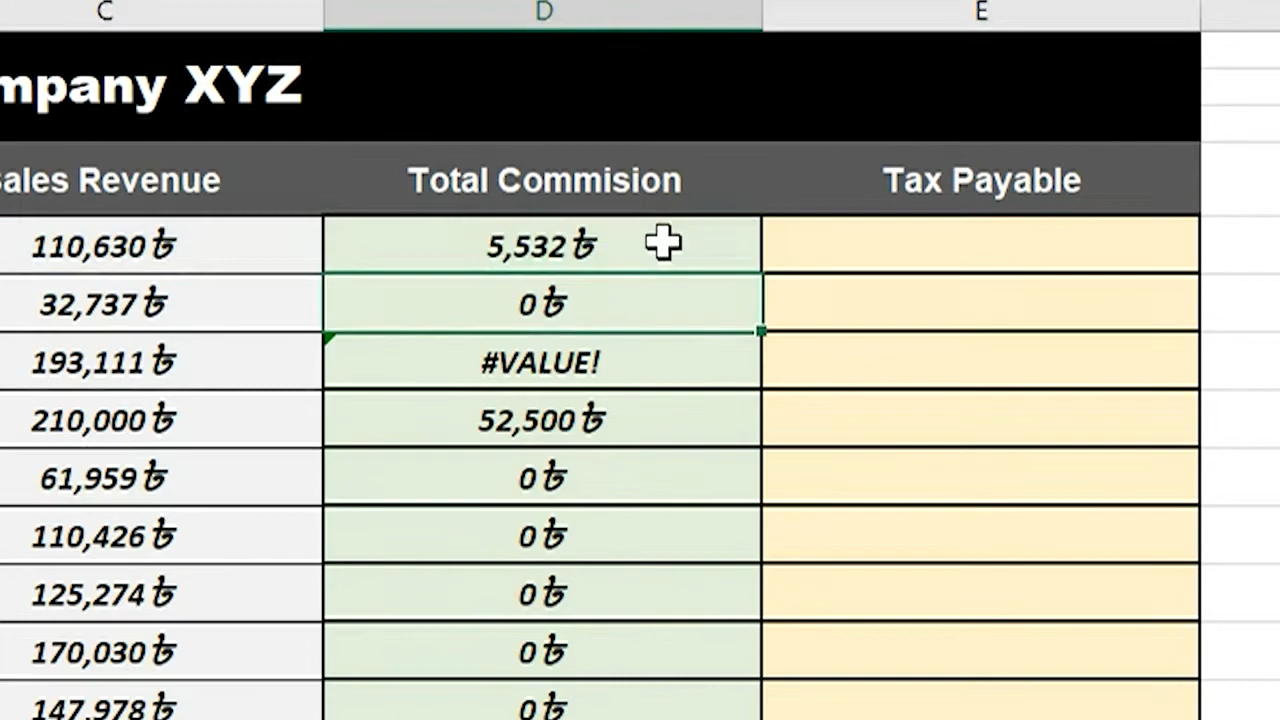 C D E
mpany XYZ
ales Revenue Total Commision Tax Payable
110,630 ৳ 5,532 ৳
32,737 ৳ 0 ৳
193,111 ৳ #VALUE!
210,000 ৳ 52,500 ৳
61,959 ৳ 0 ৳
110,426 ৳ 0 ৳
125,274 ৳ 0 ৳
170,030 ৳ 0 ৳
147,978 ৳ 0 ৳